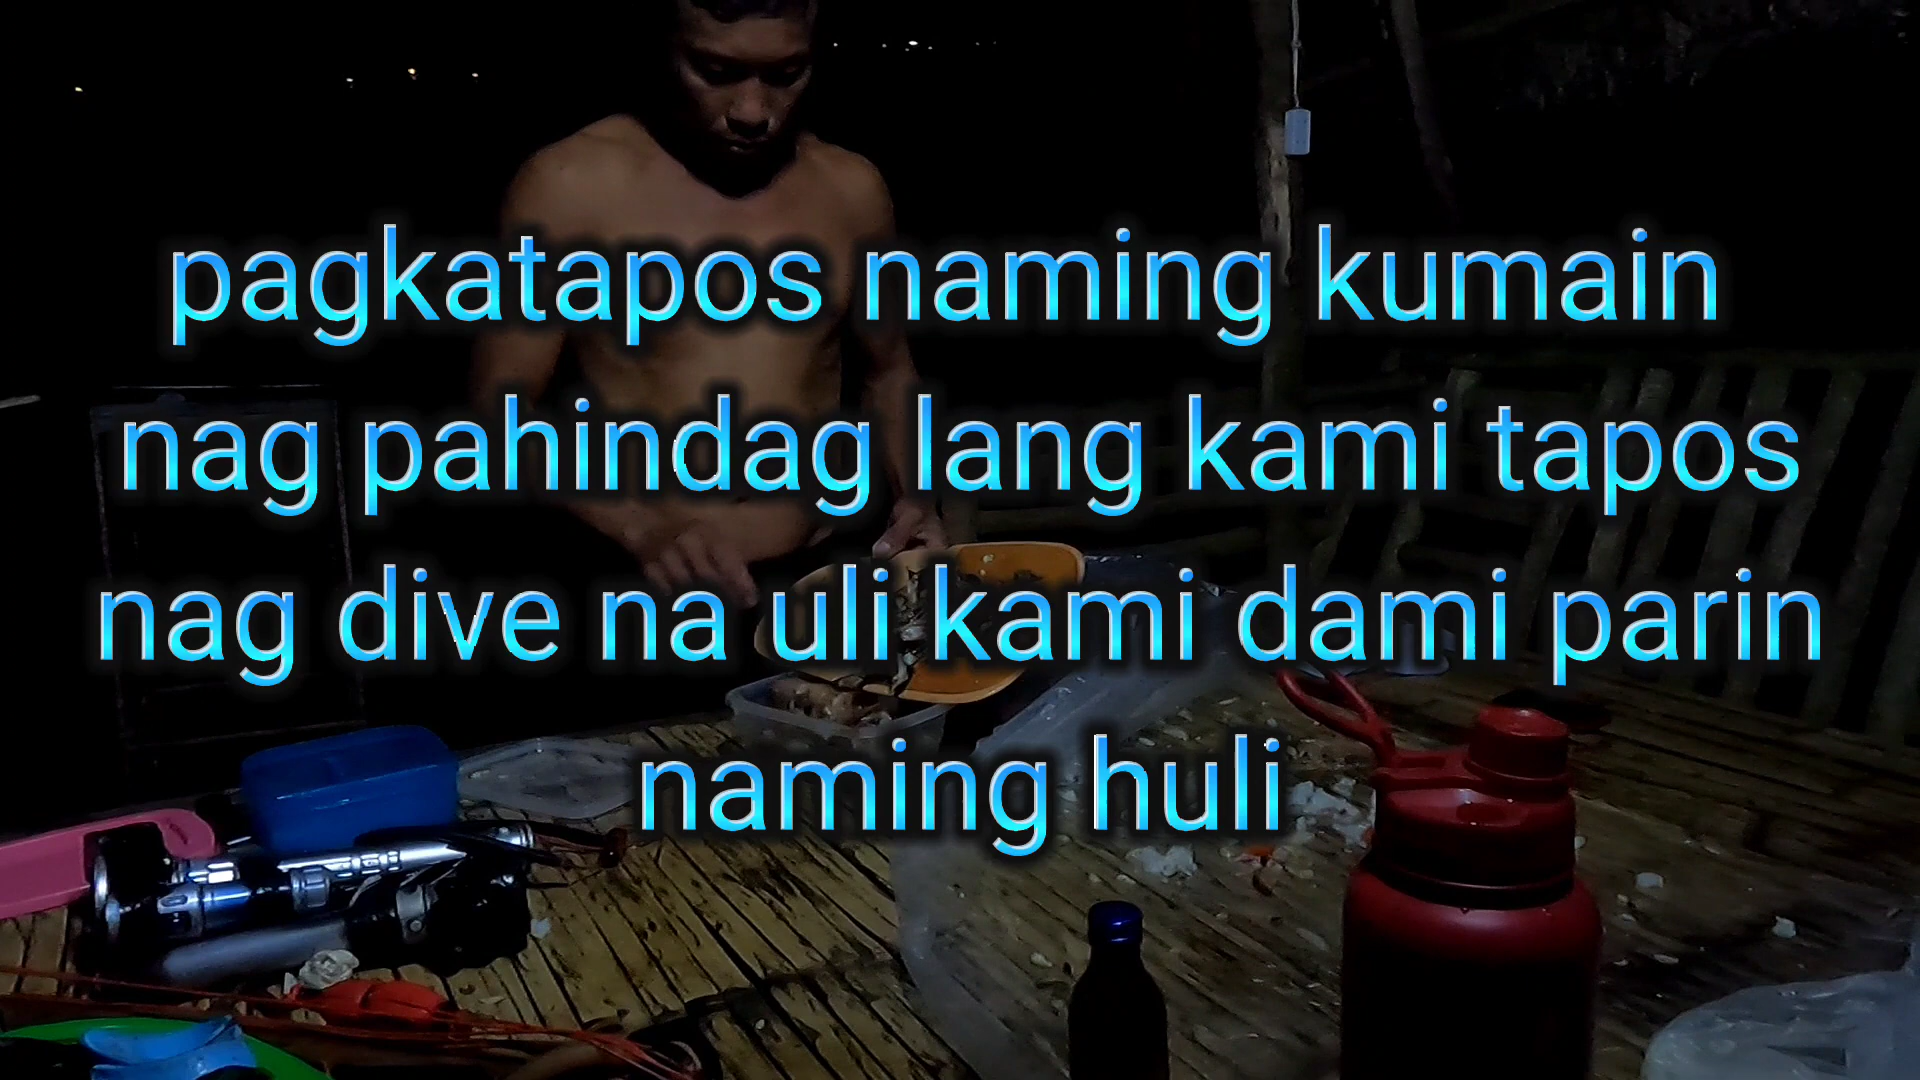 pagkatapos naming kumain
nag pahindag lang kami tapos
nag dive na uli kami dami parin
naming huli